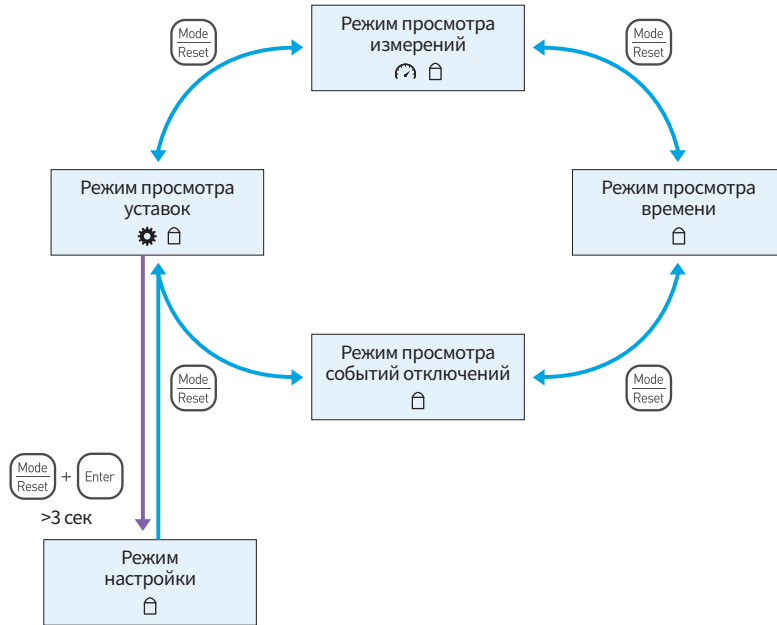 Режим просмотра
измерений
Mode
Reset
Mode
Reset
Режим просмотра
уставок
Режим просмотра
времени
Режим просмотра
событий отключений
Mode
Reset
Mode
Reset
Mode
Reset
+
Enter
>3 сек
Режим
настройки